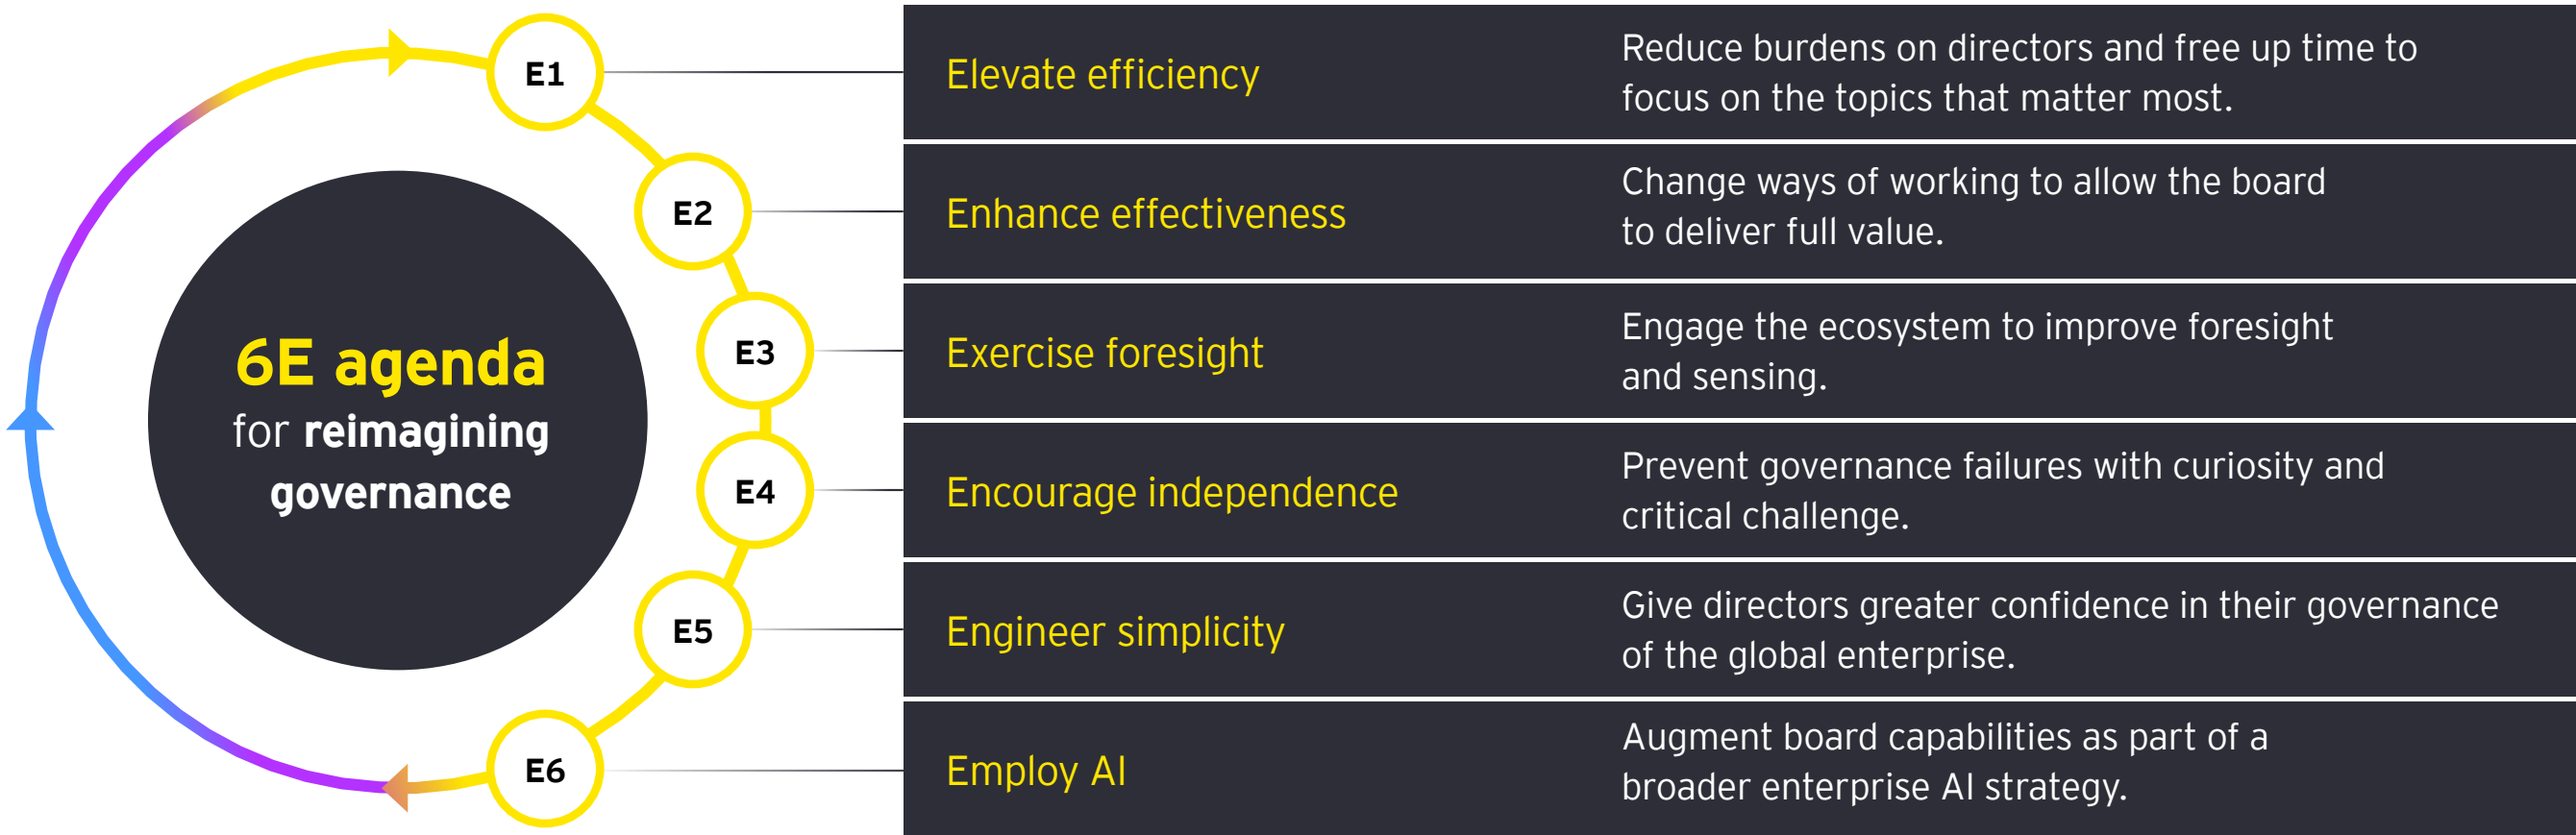 6E agenda
for reimagining
governance
E1
Elevate efficiency
Reduce burdens on directors and free up time to
focus on the topics that matter most.
E2
Enhance effectiveness
Change ways of working to allow the board
to deliver full value.
E3
Exercise foresight
Engage the ecosystem to improve foresight
and sensing.
E4
Encourage independence
Prevent governance failures with curiosity and
critical challenge.
E5
Engineer simplicity
Give directors greater confidence in their governance
of the global enterprise.
E6
Employ AI
Augment board capabilities as part of a
broader enterprise AI strategy.